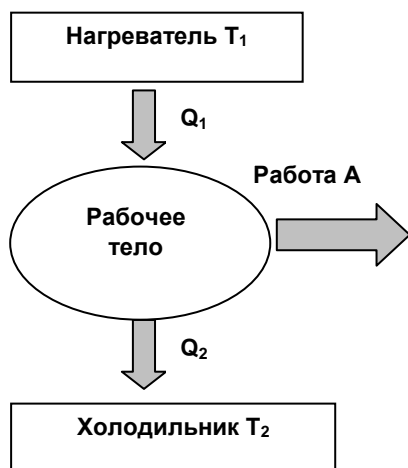 Нагреватель T₁
Q₁
Работа А
Рабочее
тело
Q₂
Холодильник T₂